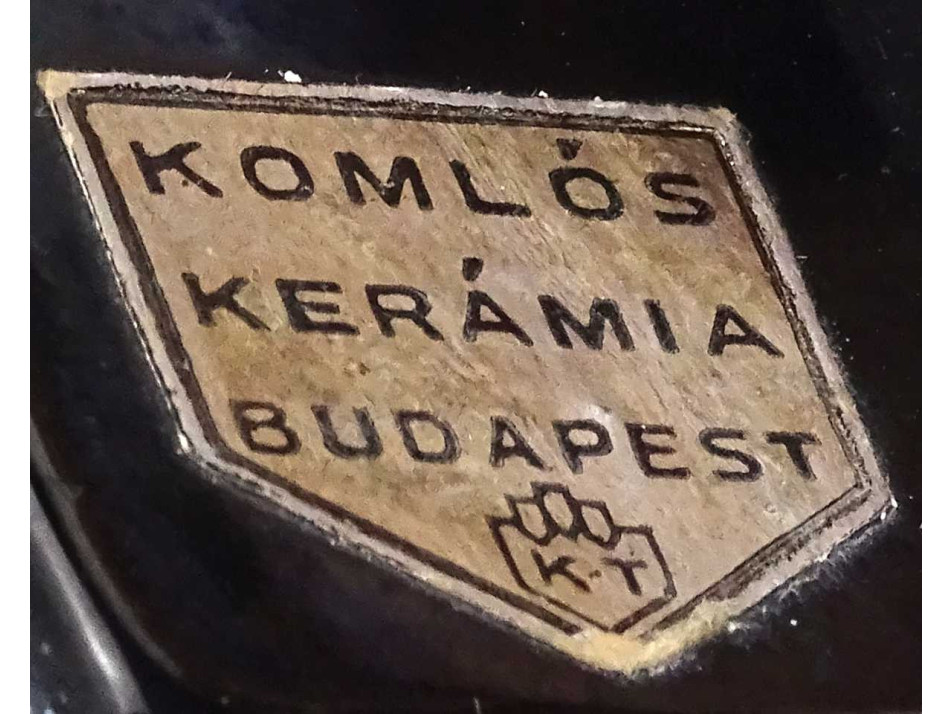 KOMLÓS
KERÁMIA
BUDAPEST
K·T